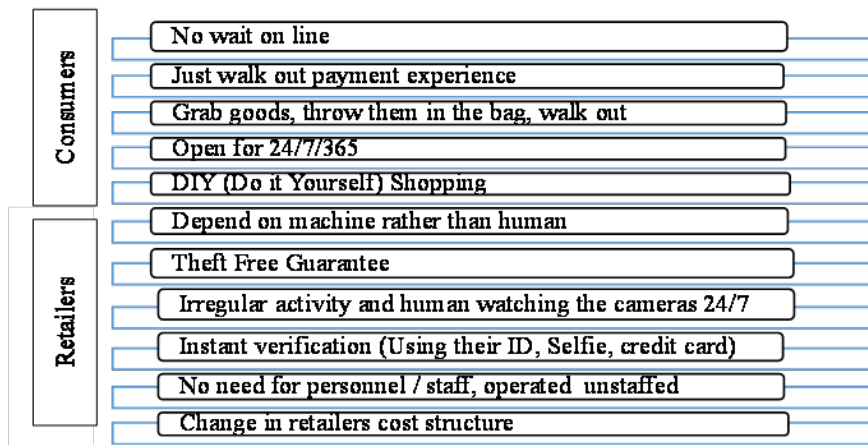 Consumers
No wait on line
Just walk out payment experience
Grab goods, throw them in the bag, walk out
Open for 24/7/365
DIY (Do it Yourself) Shopping
Retailers
Depend on machine rather than human
Theft Free Guarantee
Irregular activity and human watching the cameras 24/7
Instant verification (Using their ID, Selfie, credit card)
No need for personnel / staff, operated unstaffed
Change in retailers cost structure